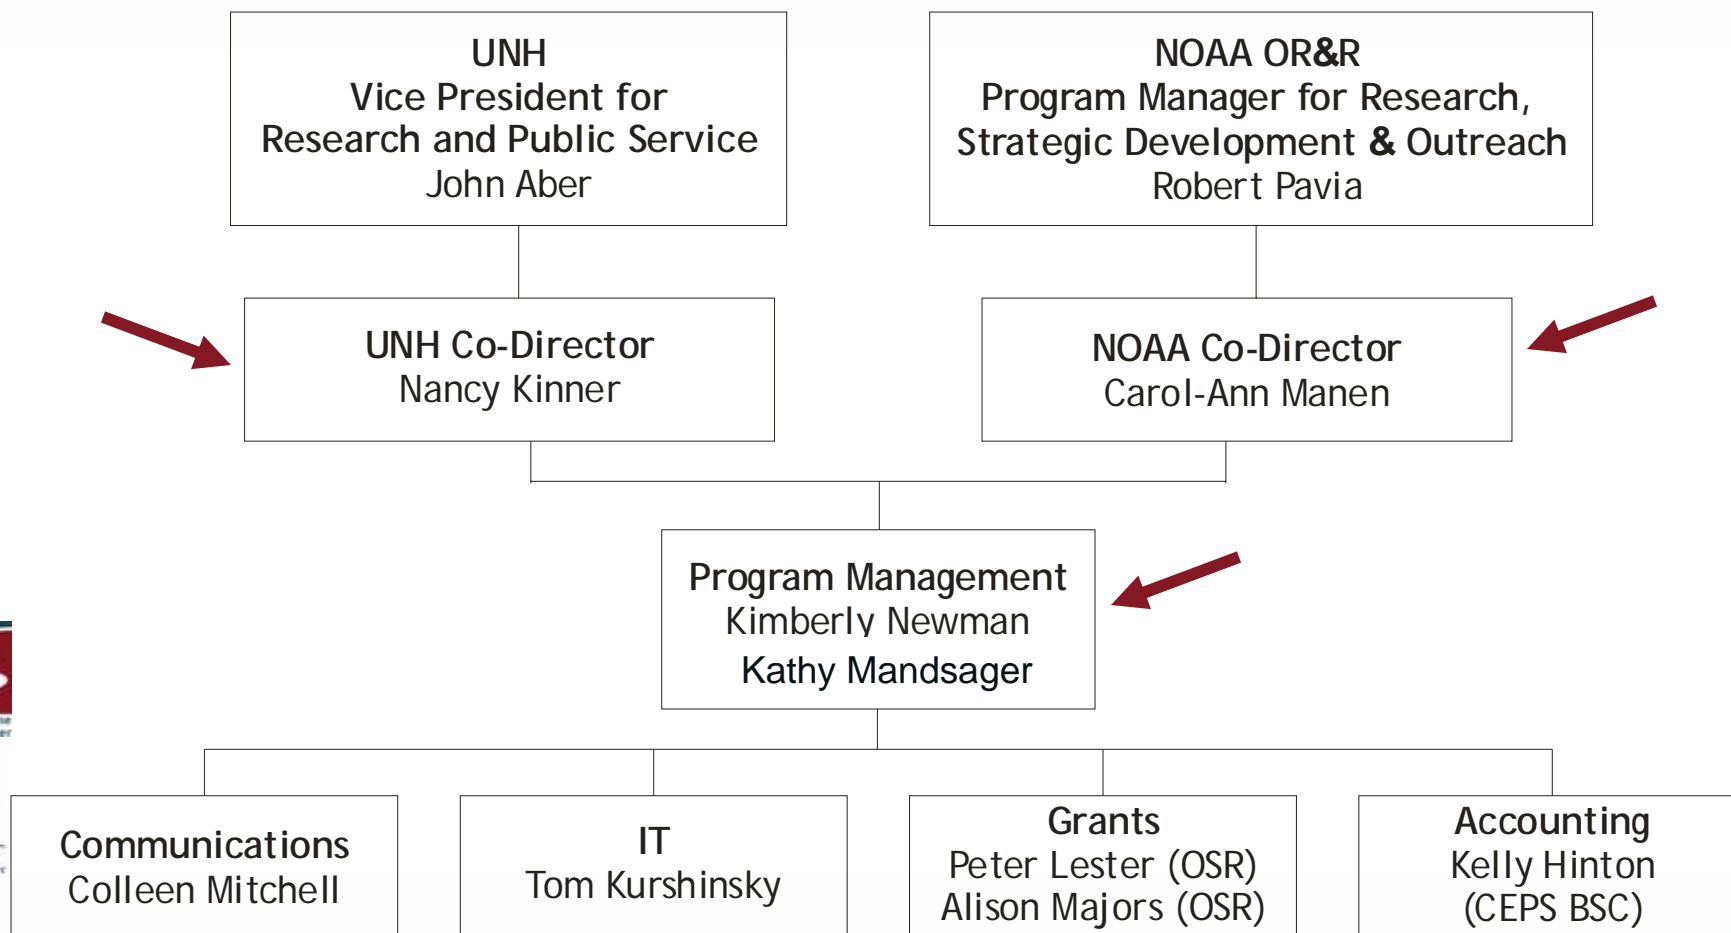 UNH
Vice President for
Research and Public Service
John Aber
NOAA OR&R
Program Manager for Research,
Strategic Development & Outreach
Robert Pavia
UNH Co-Director
Nancy Kinner
NOAA Co-Director
Carol-Ann Manen
Program Management
Kimberly Newman
Kathy Mandsager
Communications
Colleen Mitchell
IT
Tom Kurshinsky
Grants
Peter Lester (OSR)
Alison Majors (OSR)
Accounting
Kelly Hinton
(CEPS BSC)